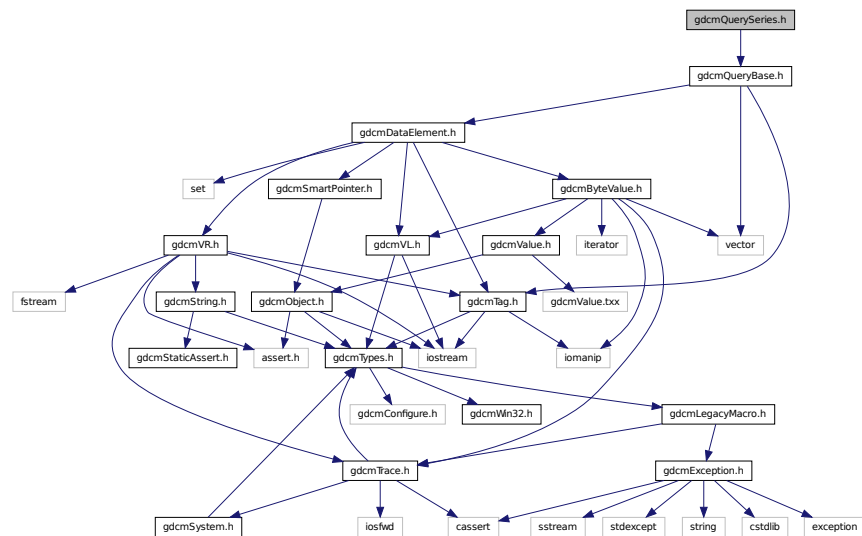 gdcmQuerySeries.h
gdcmQueryBase.h
gdcmDataElement.h
set
gdcmSmartPointer.h
gdcmByteValue.h
gdcmVR.h
gdcmVL.h
gdcmValue.h
iterator
vector
fstream
gdcmString.h
gdcmObject.h
gdcmTag.h
gdcmValue.txx
gdcmStaticAssert.h
assert.h
gdcmTypes.h
iostream
iomanip
gdcmConfigure.h
gdcmWin32.h
gdcmLegacyMacro.h
gdcmTrace.h
gdcmException.h
gdcmSystem.h
iosfwd
cassert
sstream
stdexcept
string
cstdlib
exception